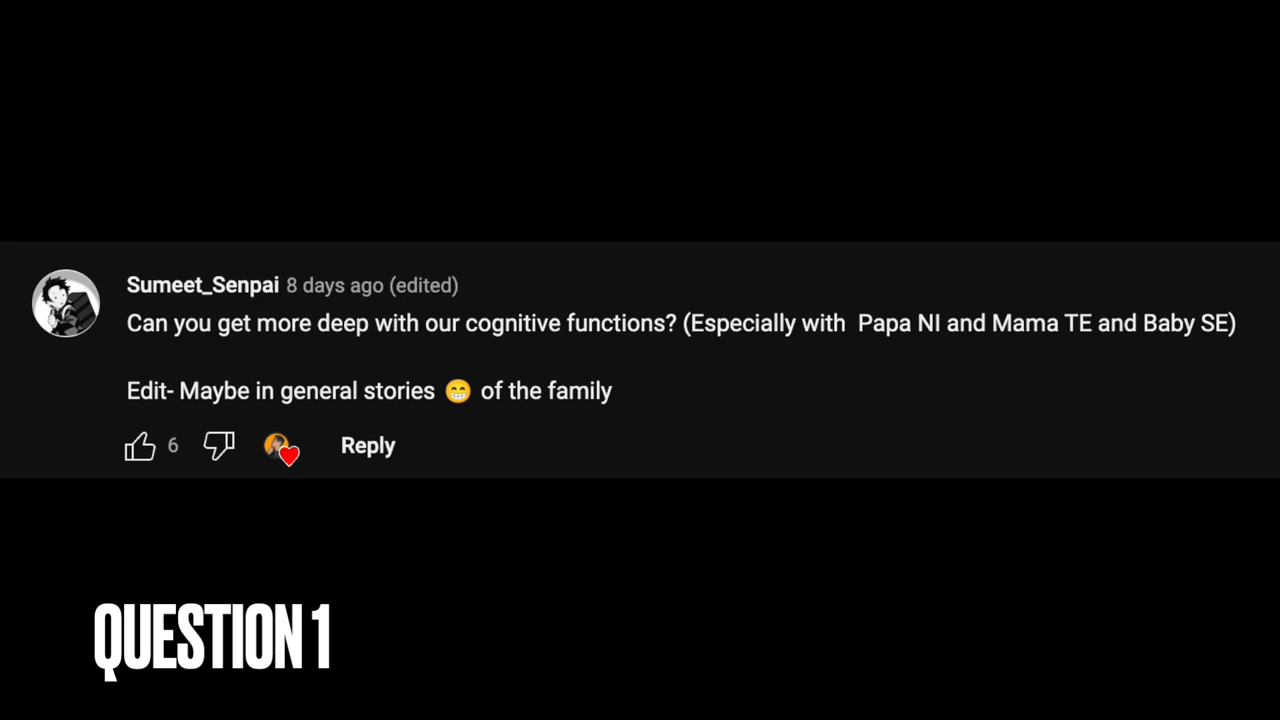 Sumeet_Senpai 8 days ago (edited)
Can you get more deep with our cognitive functions? (Especially with  Papa NI and Mama TE and Baby SE)
Edit- Maybe in general stories 😁 of the family
6 Reply
QUESTION 1